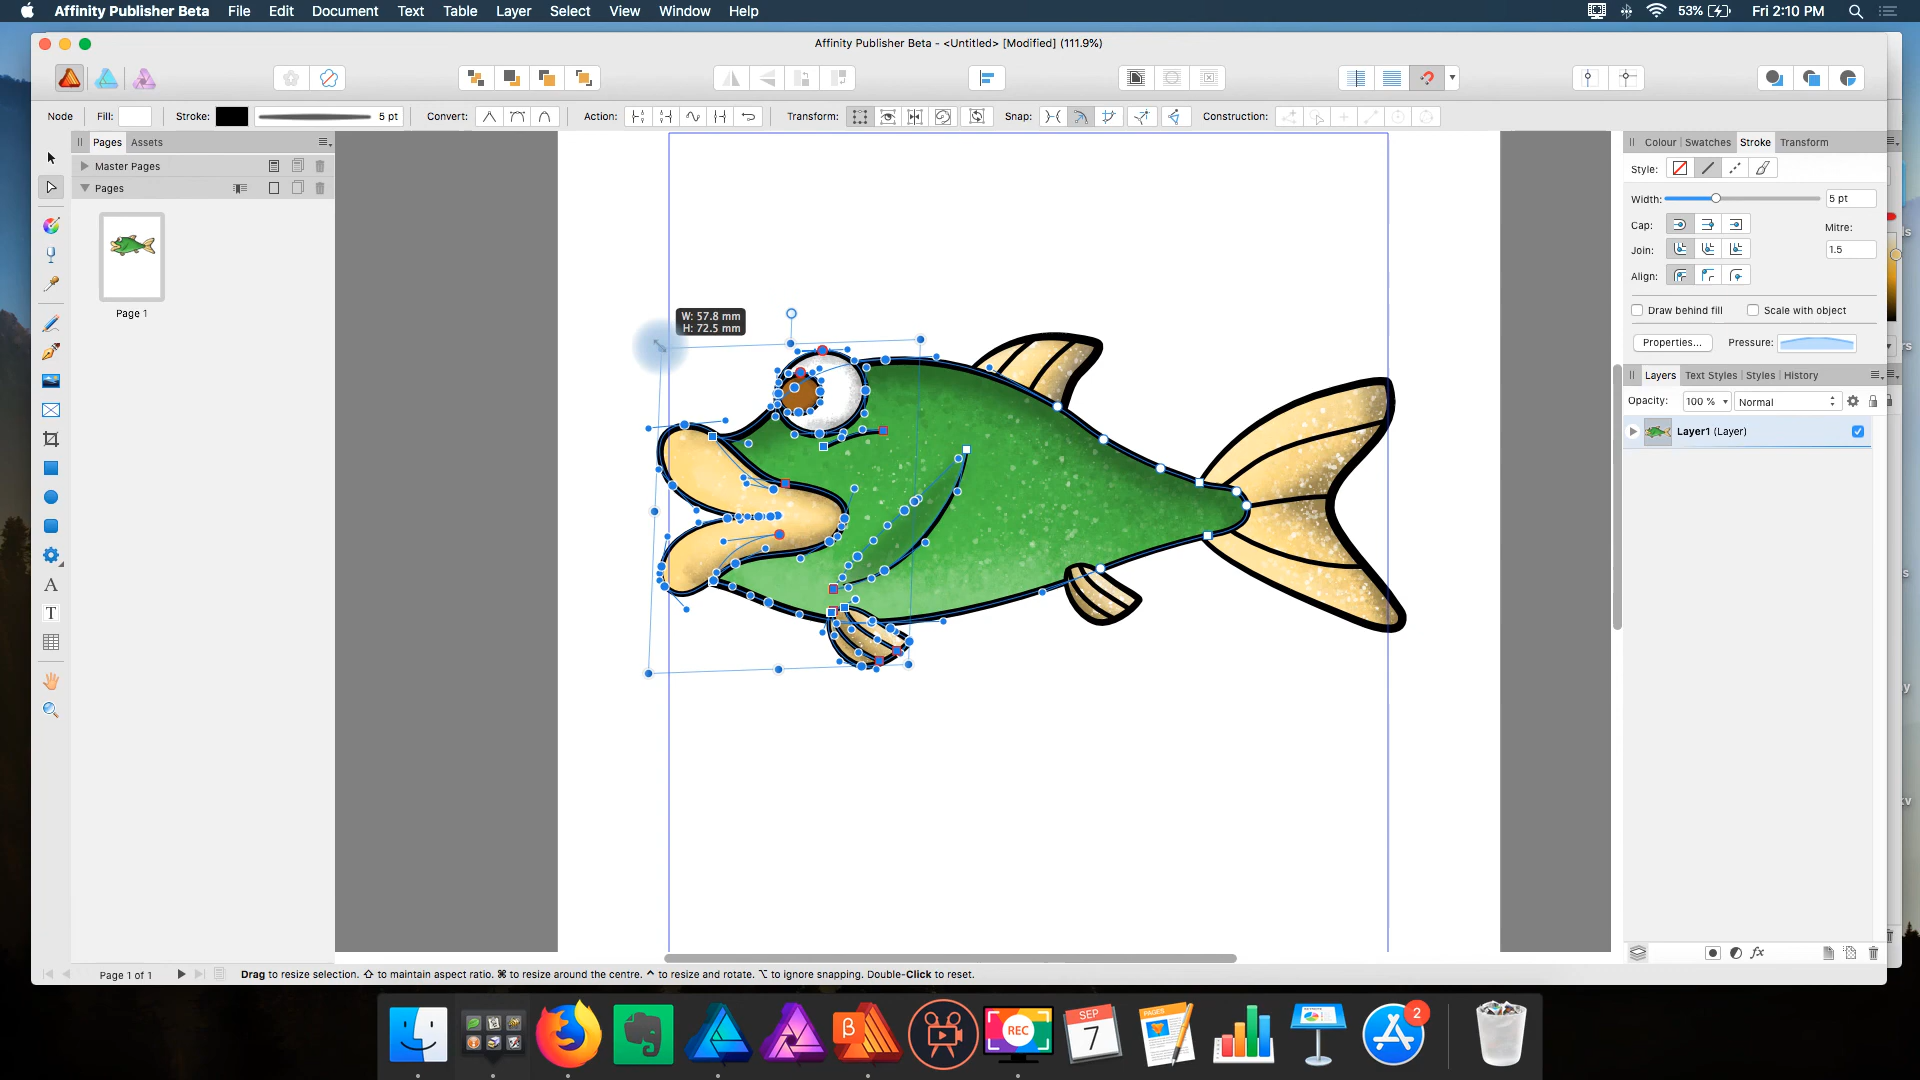 Affinity Publisher Beta File Edit Document Text Table Layer Select View Window Help 53% Fri 2:10 PM
Affinity Publisher Beta - <Untitled> [Modified] (111.9%)
Node Fill: Stroke: 5 pt Convert: Action: Transform: Snap: Construction:
Pages Assets
Master Pages
Pages
Page 1
W: 57.8 mm
H: 72.5 mm
Colour Swatches Stroke Transform
Style:
Width: 5 pt
Cap: Mitre:
Join: 1.5
Align:
Draw behind fill Scale with object
Properties... Pressure:
Layers Text Styles Styles History
Opacity: 100 % Normal
Layer1 (Layer)
A
T
fx
Page 1 of 1 Drag to resize selection. ⇧ to maintain aspect ratio. ⌘ to resize around the centre. ^ to resize and rotate. ⌥ to ignore snapping. Double-Click to reset.
β
REC
SEP
7
2